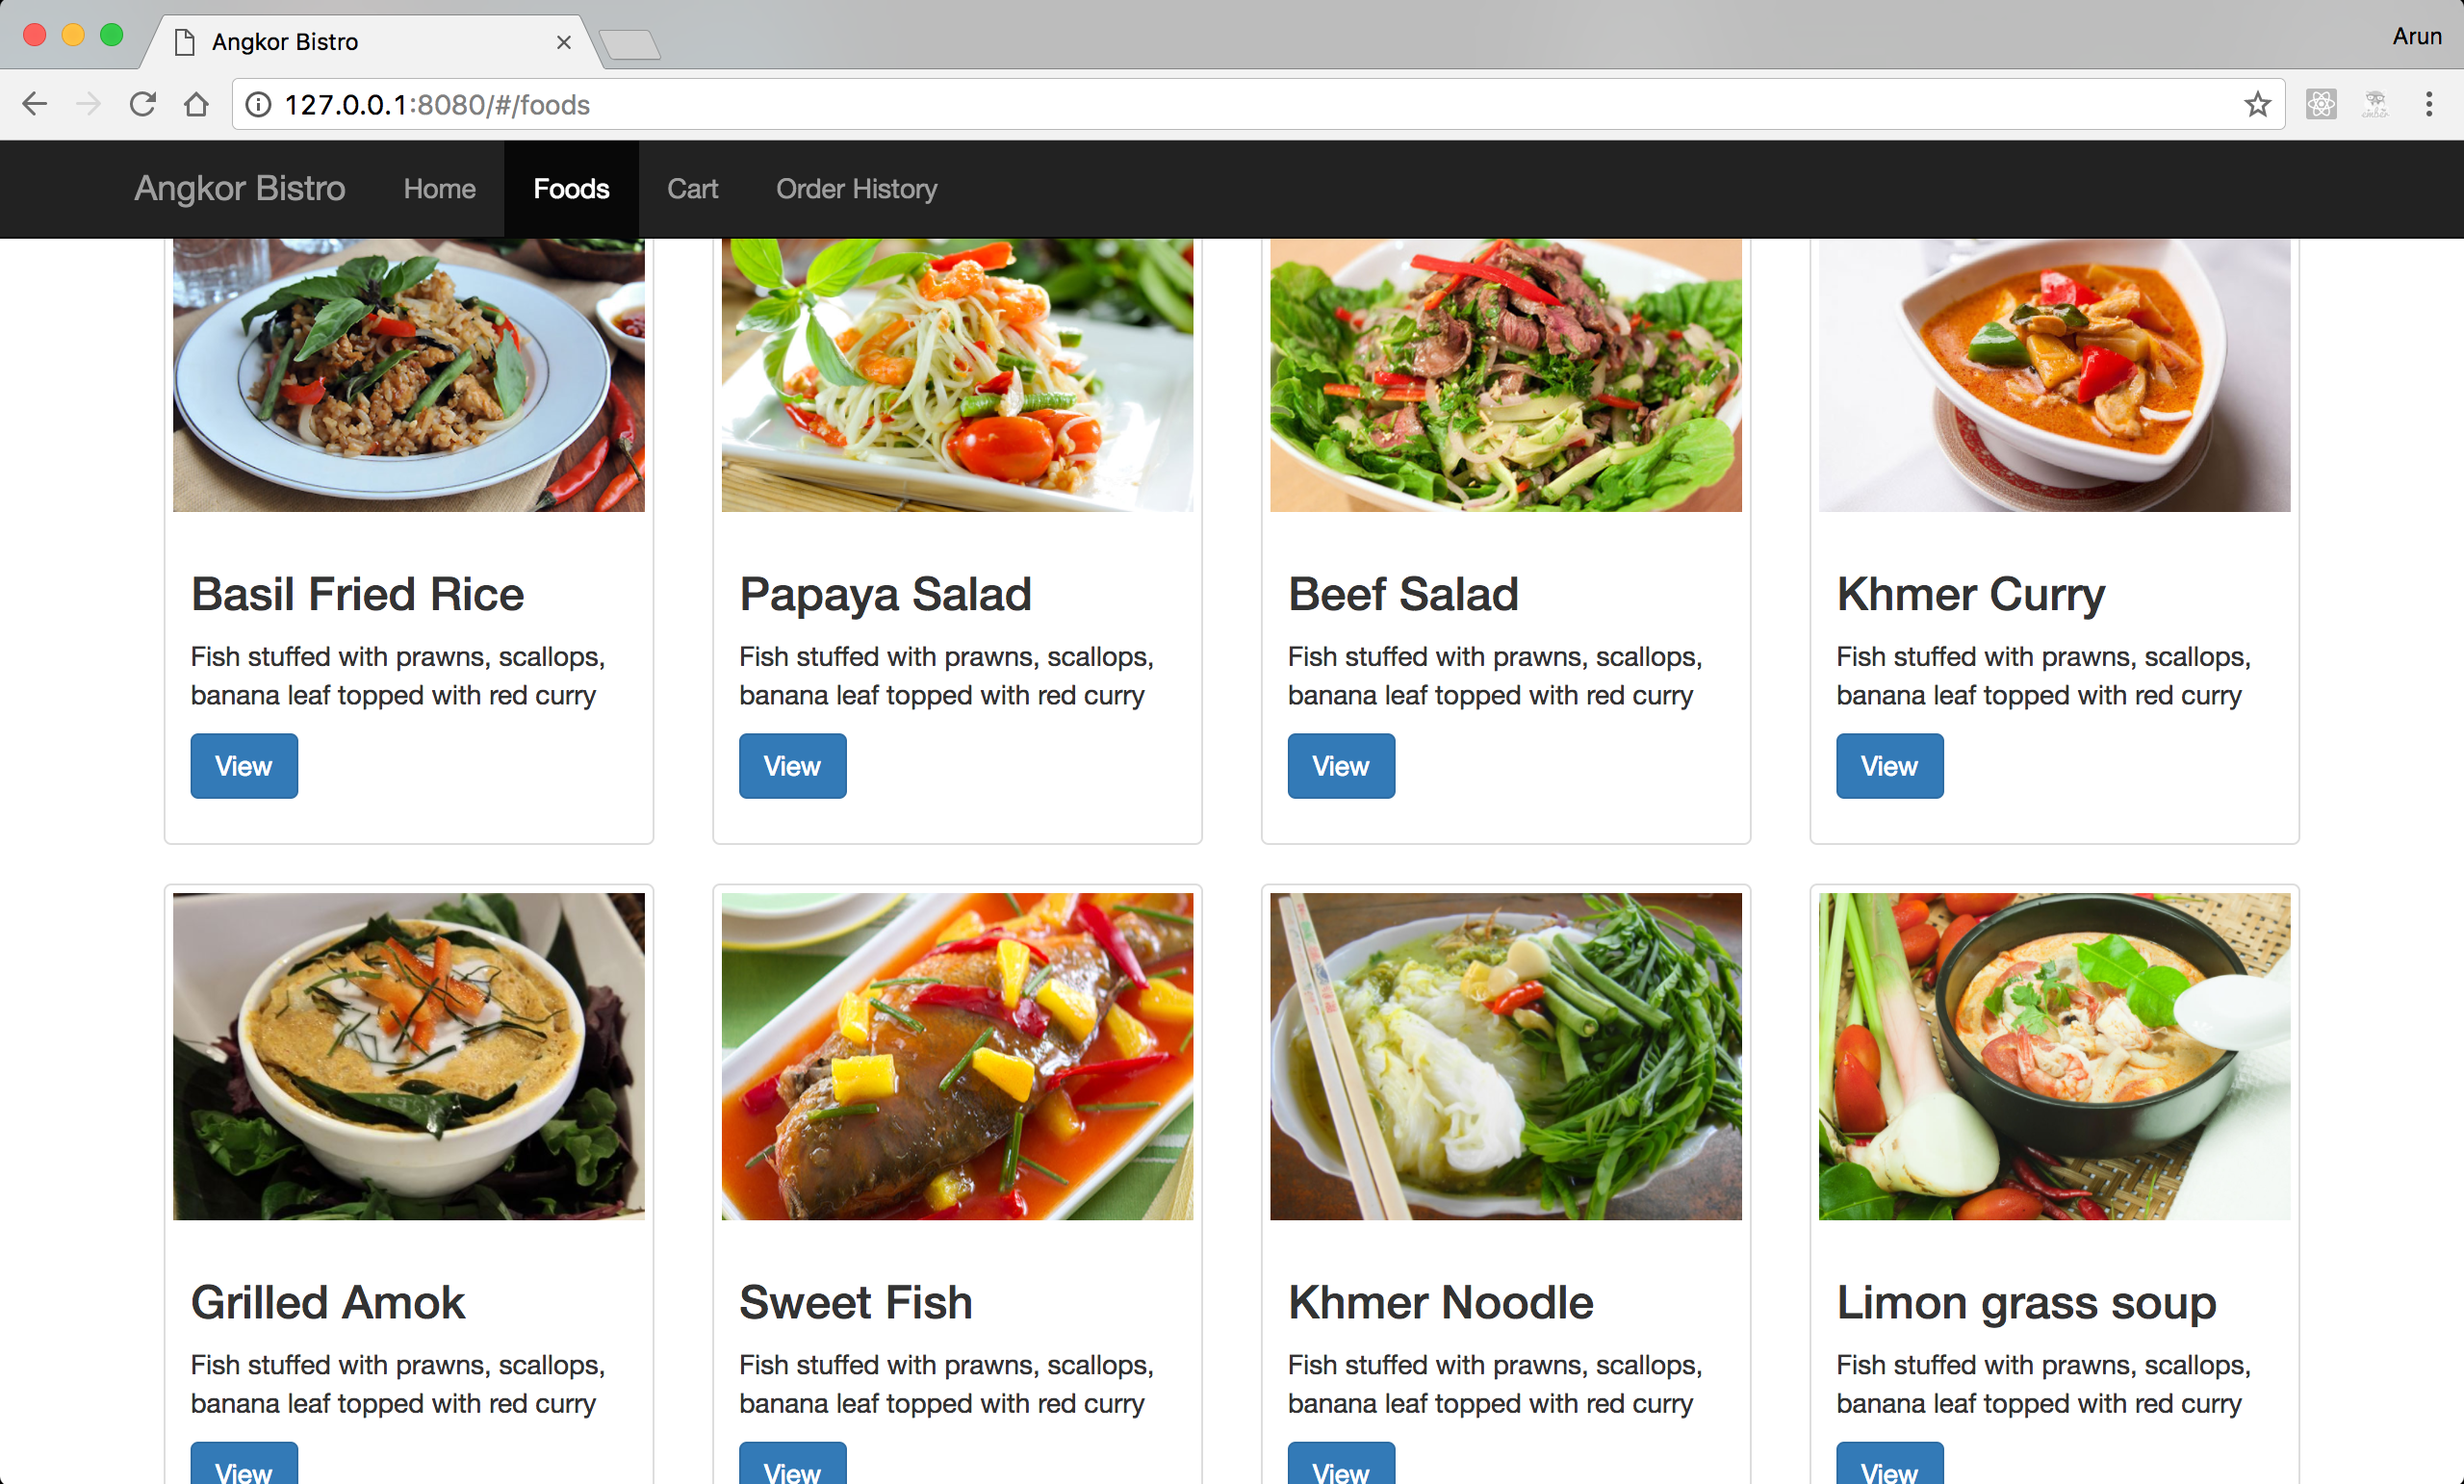 Angkor Bistro
Arun
127.0.0.1:8080/#/foods
Angkor Bistro Home Foods Cart Order History
Basil Fried Rice
Fish stuffed with prawns, scallops,
banana leaf topped with red curry
View
Papaya Salad
Fish stuffed with prawns, scallops,
banana leaf topped with red curry
View
Beef Salad
Fish stuffed with prawns, scallops,
banana leaf topped with red curry
View
Khmer Curry
Fish stuffed with prawns, scallops,
banana leaf topped with red curry
View
Grilled Amok
Fish stuffed with prawns, scallops,
banana leaf topped with red curry
View
Sweet Fish
Fish stuffed with prawns, scallops,
banana leaf topped with red curry
View
Khmer Noodle
Fish stuffed with prawns, scallops,
banana leaf topped with red curry
View
Limon grass soup
Fish stuffed with prawns, scallops,
banana leaf topped with red curry
View